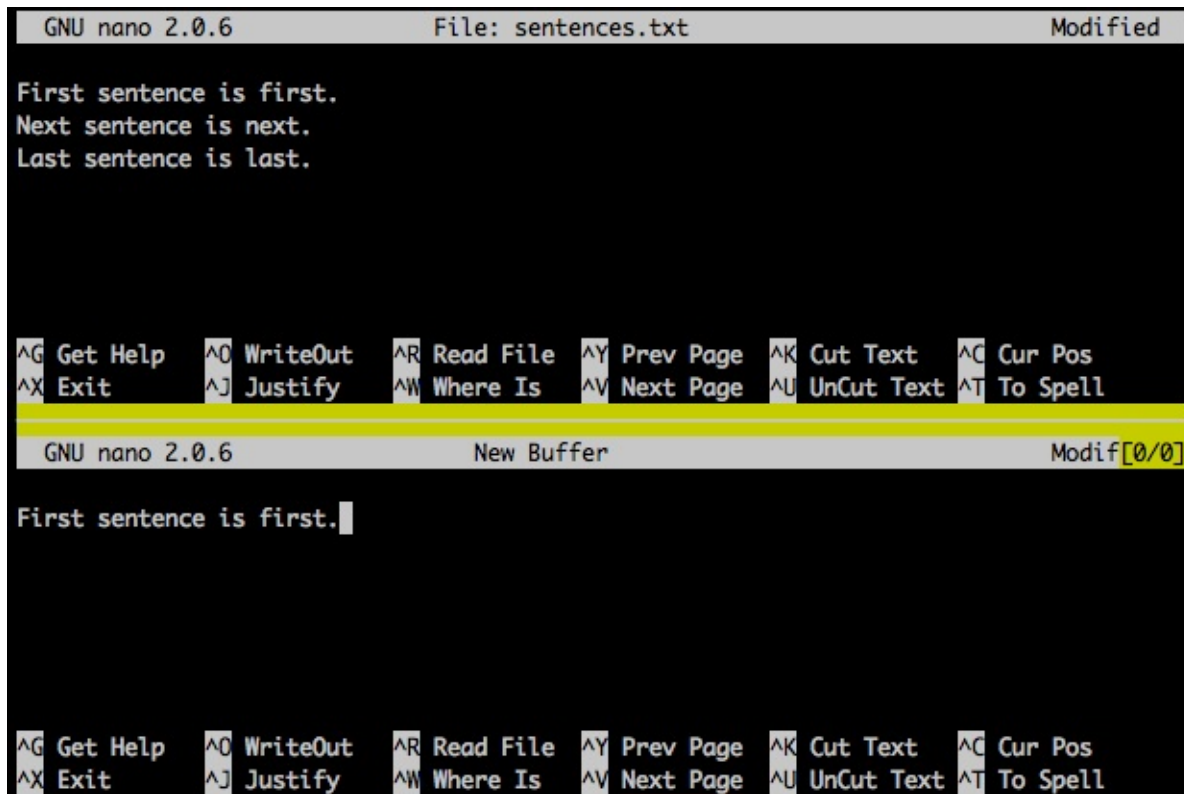 GNU nano 2.0.6 File: sentences.txt Modified
First sentence is first.
Next sentence is next.
Last sentence is last.
^G Get Help ^O WriteOut ^R Read File ^Y Prev Page ^K Cut Text ^C Cur Pos
^X Exit ^J Justify ^W Where Is ^V Next Page ^U UnCut Text ^T To Spell
GNU nano 2.0.6 New Buffer Modif[0/0]
First sentence is first.
^G Get Help ^O WriteOut ^R Read File ^Y Prev Page ^K Cut Text ^C Cur Pos
^X Exit ^J Justify ^W Where Is ^V Next Page ^U UnCut Text ^T To Spell